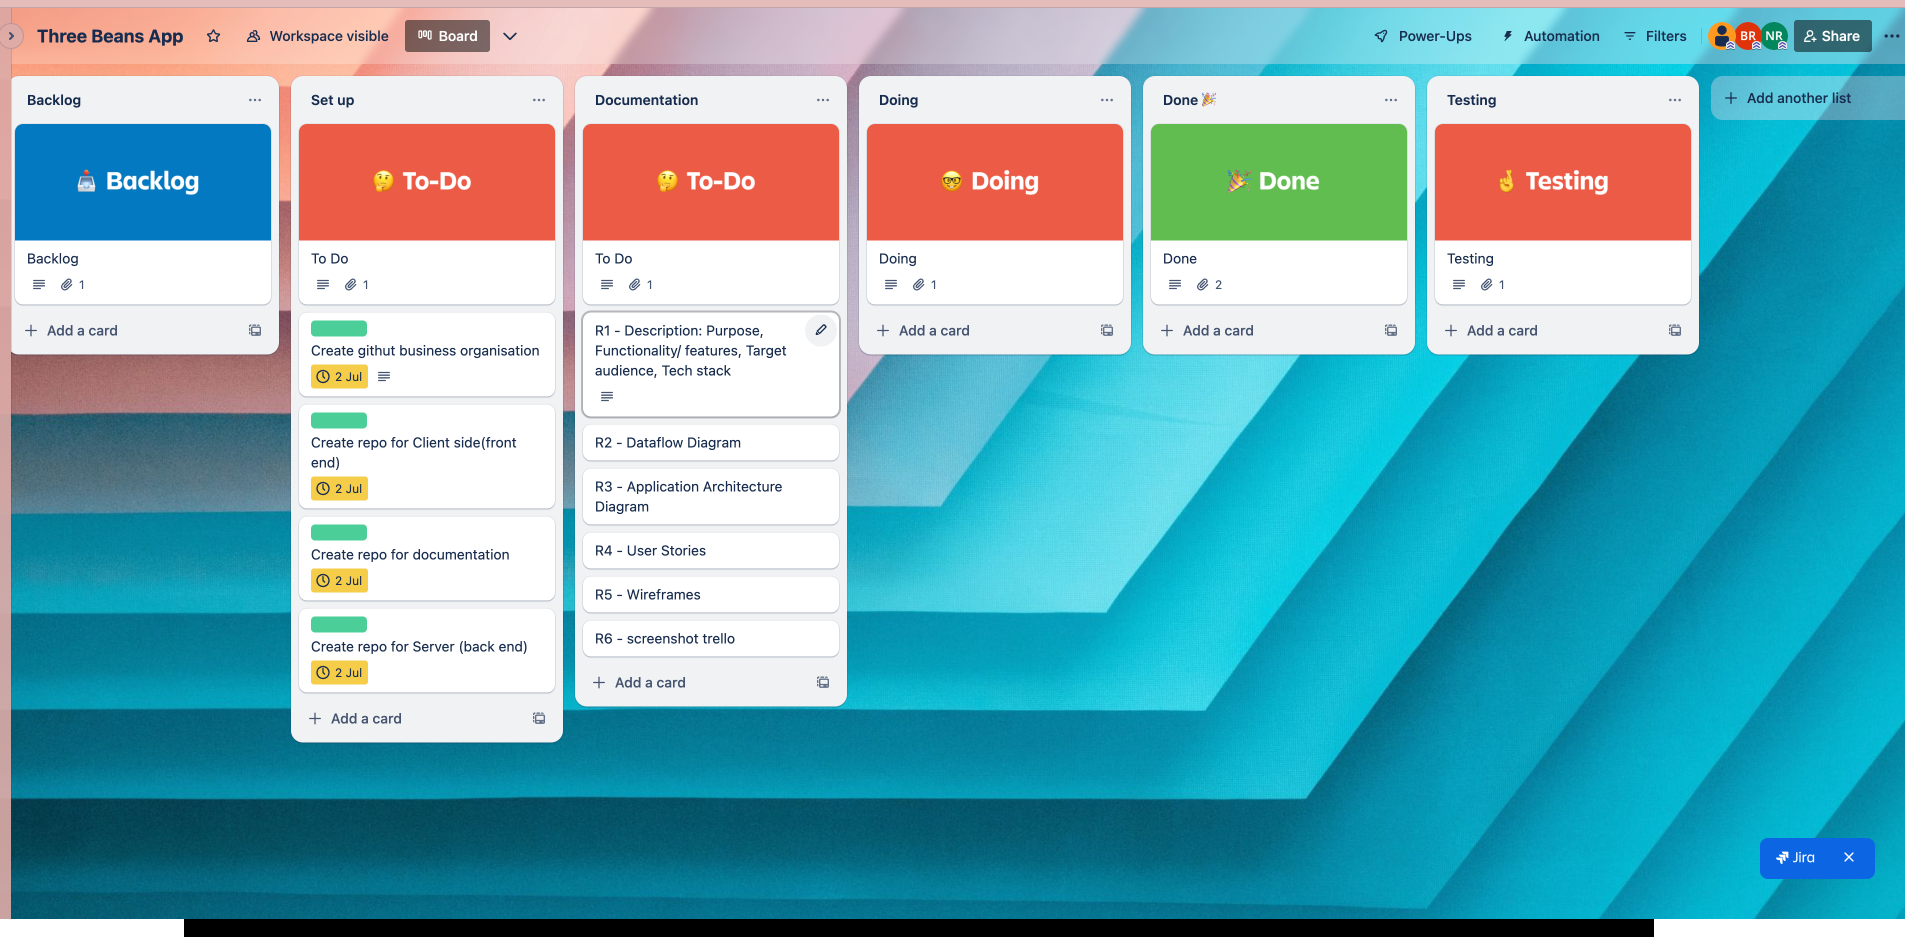 Three Beans App
Workspace visible
Board
Power-Ups
Automation
Filters
BR
NR
Share
Backlog
Backlog
Backlog
1
Add a card
Set up
To-Do
To Do
1
Create githut business organisation
2 Jul
Create repo for Client side(front
end)
2 Jul
Create repo for documentation
2 Jul
Create repo for Server (back end)
2 Jul
Add a card
Documentation
To-Do
To Do
1
R1 - Description: Purpose,
Functionality/ features, Target
audience, Tech stack
R2 - Dataflow Diagram
R3 - Application Architecture
Diagram
R4 - User Stories
R5 - Wireframes
R6 - screenshot trello
Add a card
Doing
Doing
Doing
1
Add a card
Done 🎉
Done
Done
2
Add a card
Testing
Testing
Testing
1
Add a card
Add another list
Jira